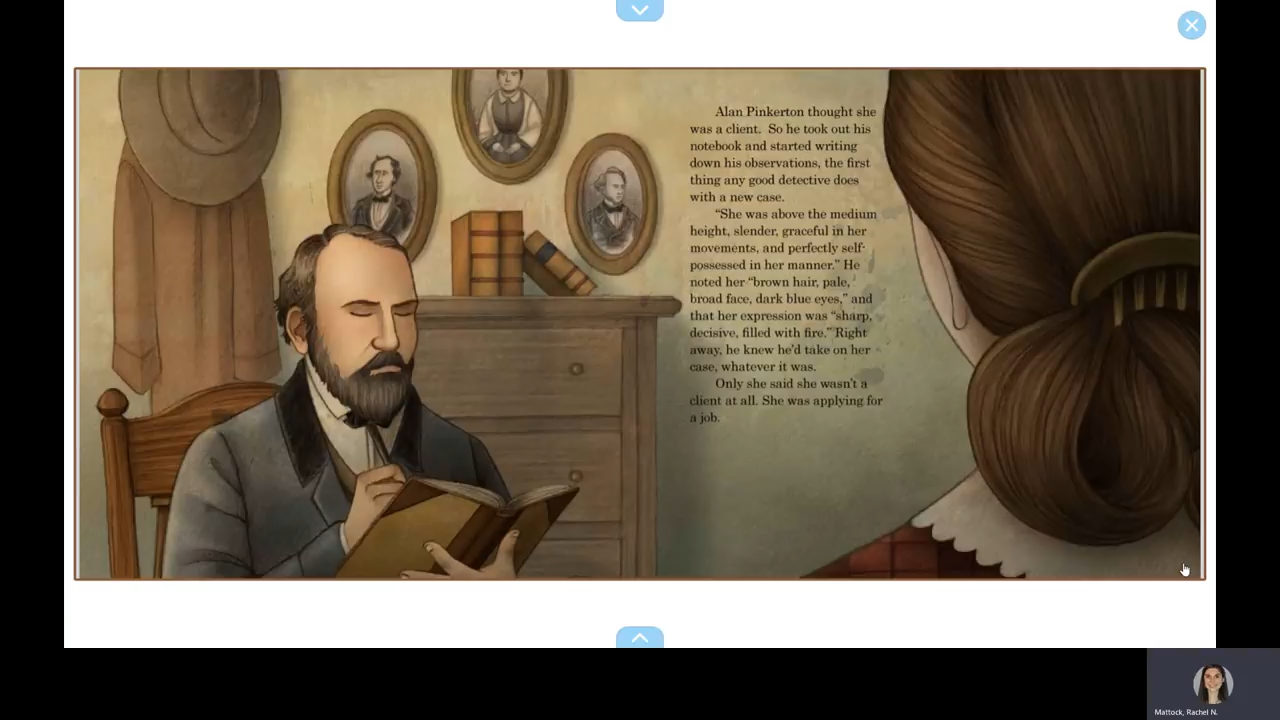 Alan Pinkerton thought she
was a client.  So he took out his
notebook and started writing
down his observations, the first
thing any good detective does
with a new case.
“She was above the medium
height, slender, graceful in her
movements, and perfectly self-
possessed in her manner.” He
noted her “brown hair, pale,
broad face, dark blue eyes,” and
that her expression was “sharp,
decisive, filled with fire.” Right
away, he knew he’d take on her
case, whatever it was.
Only she said she wasn’t a
client at all. She was applying for
a job.
Mattock, Rachel N.